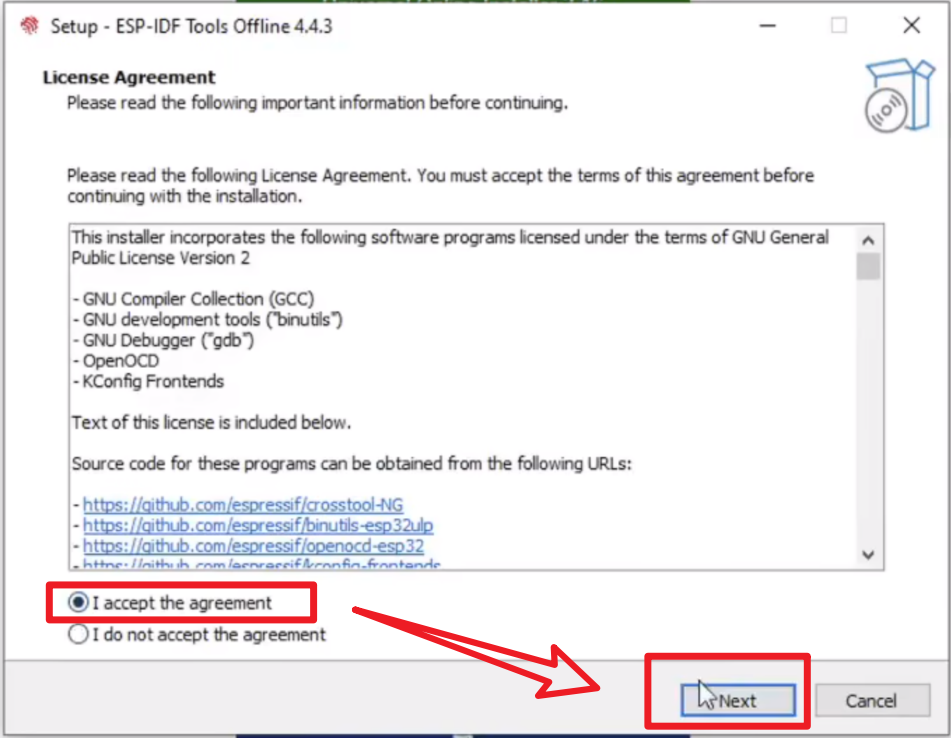 Setup - ESP-IDF Tools Offline 4.4.3
License Agreement
Please read the following important information before continuing.
Please read the following License Agreement. You must accept the terms of this agreement before
continuing with the installation.
This installer incorporates the following software programs licensed under the terms of GNU General
Public License Version 2
- GNU Compiler Collection (GCC)
- GNU development tools ("binutils")
- GNU Debugger ("gdb")
- OpenOCD
- KConfig Frontends
Text of this license is included below.
Source code for these programs can be obtained from the following URLs:
- https://github.com/espressif/crosstool-NG
- https://github.com/espressif/binutils-esp32ulp
- https://github.com/espressif/openocd-esp32
- https://github.com/espressif/kconfig-frontends
I accept the agreement
I do not accept the agreement
Next
Cancel